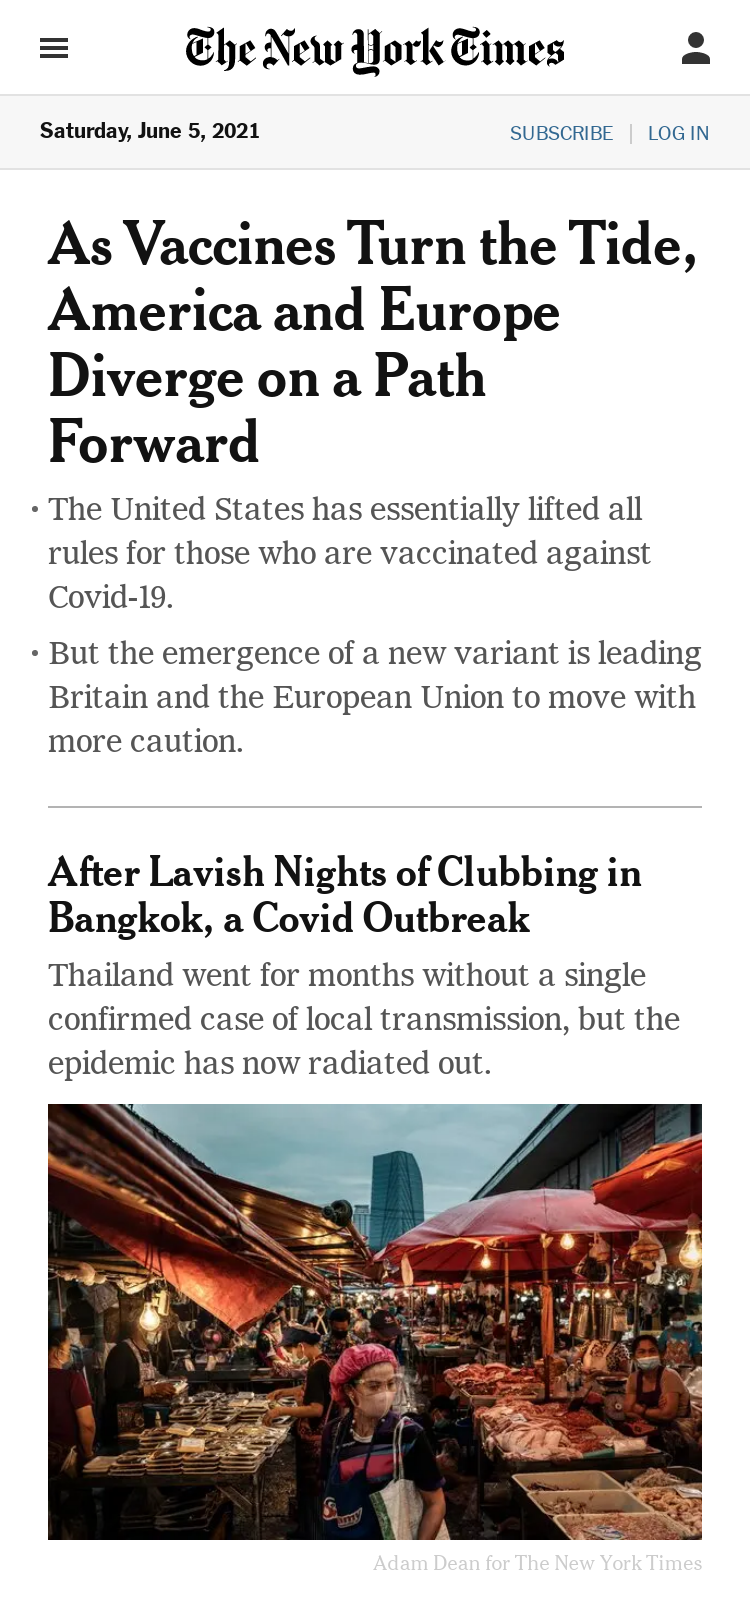 The New York Times
Saturday, June 5, 2021
SUBSCRIBE | LOG IN
As Vaccines Turn the Tide,
America and Europe
Diverge on a Path
Forward
• The United States has essentially lifted all
rules for those who are vaccinated against
Covid-19.
• But the emergence of a new variant is leading
Britain and the European Union to move with
more caution.
After Lavish Nights of Clubbing in
Bangkok, a Covid Outbreak
Thailand went for months without a single
confirmed case of local transmission, but the
epidemic has now radiated out.
Adam Dean for The New York Times